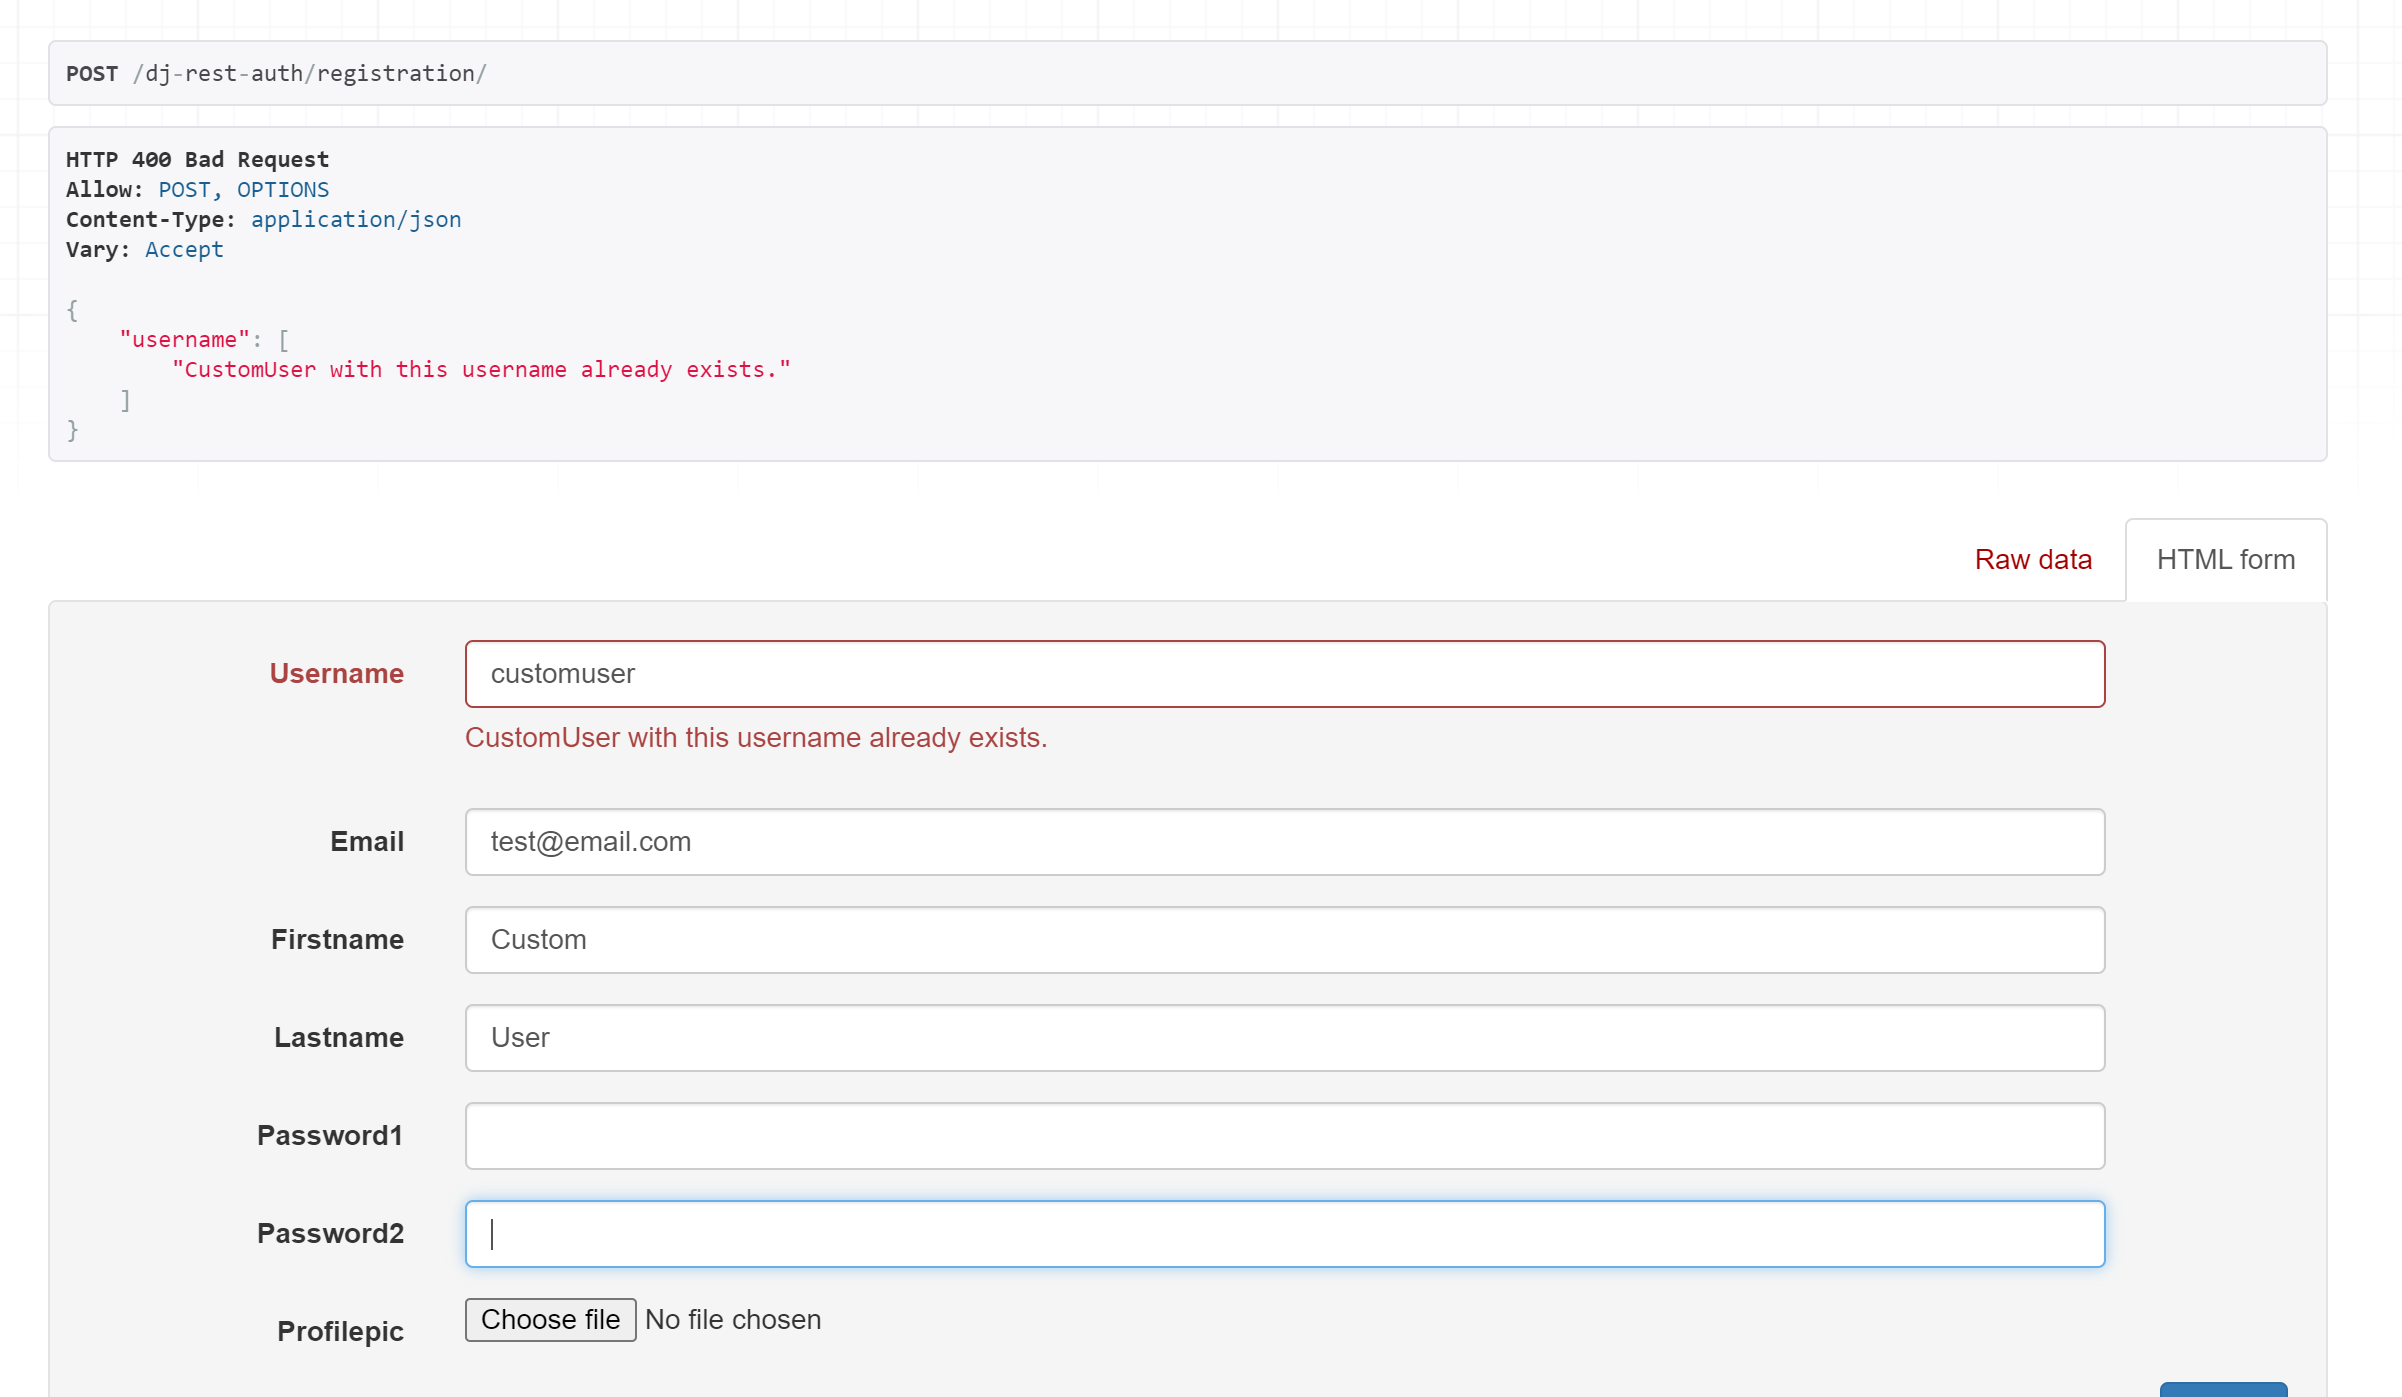 POST /dj-rest-auth/registration/
HTTP 400 Bad Request
Allow: POST, OPTIONS
Content-Type: application/json
Vary: Accept
{
"username": [
"CustomUser with this username already exists."
]
}
Raw data HTML form
Username customuser
CustomUser with this username already exists.
Email test@email.com
Firstname Custom
Lastname User
Password1
Password2
Profilepic Choose file No file chosen